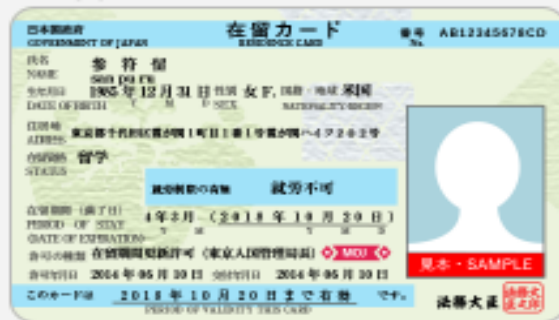 日本国政府 在留カード 番号 AB12345678CD
GOVERNMENT OF JAPAN RESIDENCE CARD No.
氏名 参符留
NAME san pu ru
生年月日 1985年12月31日 性別 女 F. 国籍・地域 米国
DATE OF BIRTH Y M D SEX NATIONALITY/REGION
住居地 東京都千代田区霞が関1丁目1番1号霞が関ハイツ202号
ADDRESS
在留資格 留学
STATUS
就労制限の有無 就労不可
在留期間(満了日) 4年3月(2018年10月20日)
PERIOD OF STAY Y M Y M D
(DATE OF EXPIRATION)
許可の種類 在留期間更新許可(東京入国管理局長) MOJ
許可年月日 2014年06月10日 交付年月日 2014年06月10日
見本・SAMPLE
このカードは 2018年10月20日まで有効 です。
PERIOD OF VALIDITY OF THIS CARD
法務大臣